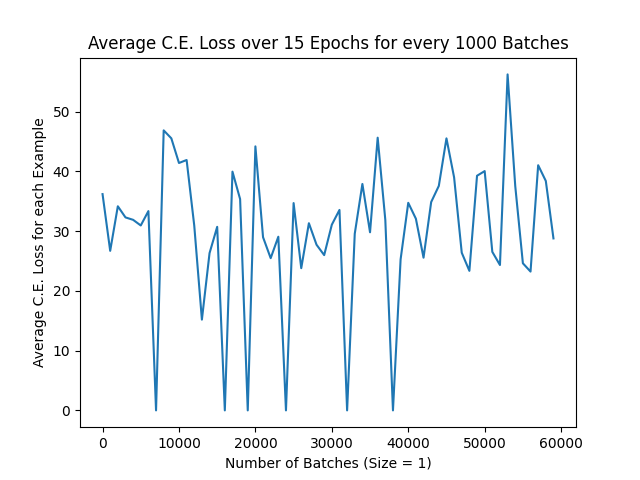 Average C.E. Loss over 15 Epochs for every 1000 Batches
Average C.E. Loss for each Example
50
40
30
20
10
0
0 10000 20000 30000 40000 50000 60000
Number of Batches (Size = 1)